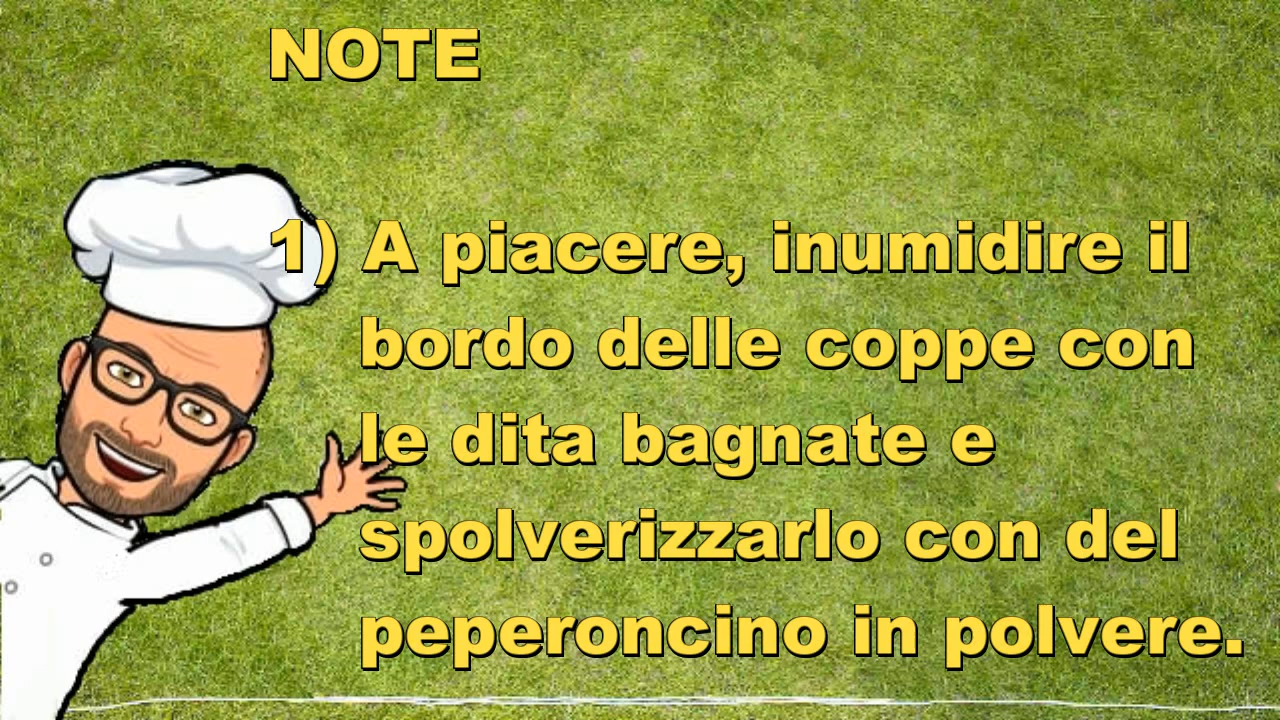 NOTE
1) A piacere, inumidire il
bordo delle coppe con
le dita bagnate e
spolverizzarlo con del
peperoncino in polvere.